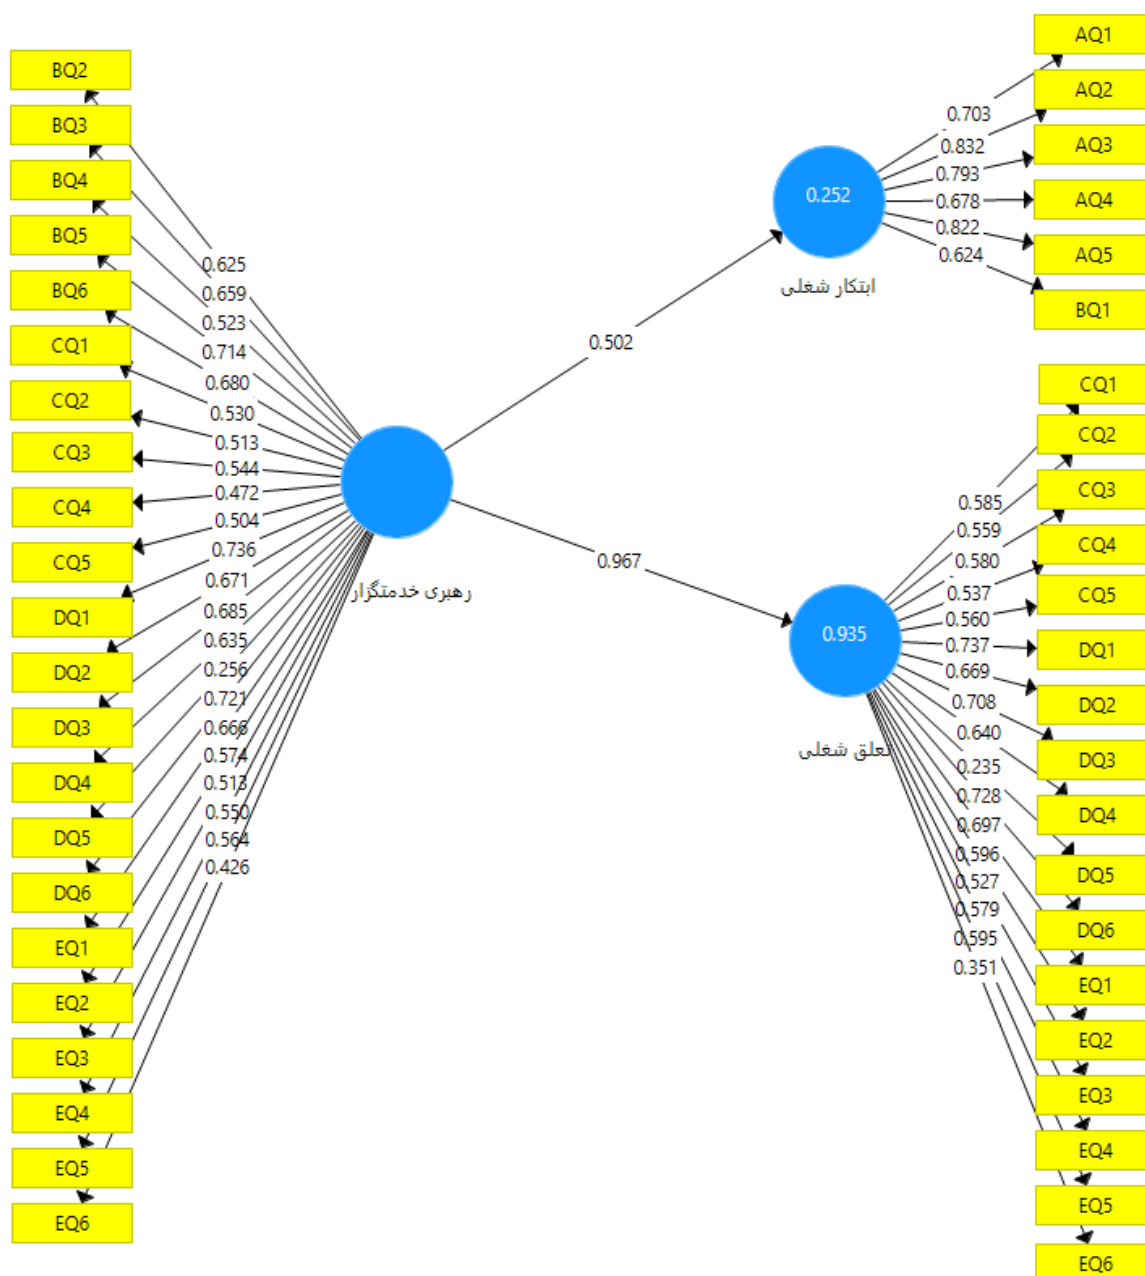 BQ2
BQ3
BQ4
BQ5
BQ6
CQ1
CQ2
CQ3
CQ4
CQ5
DQ1
DQ2
DQ3
DQ4
DQ5
DQ6
EQ1
EQ2
EQ3
EQ4
EQ5
EQ6
0.625
0.659
0.523
0.714
0.680
0.530
0.513
0.544
0.472
0.504
0.736
0.671
0.685
0.635
0.256
0.721
0.666
0.574
0.513
0.550
0.564
0.426
رهبری خدمتگزار
0.502
0.967
0.252
ابتکار شغلی
0.703
0.832
0.793
0.678
0.822
0.624
AQ1
AQ2
AQ3
AQ4
AQ5
BQ1
0.935
تعلق شغلی
0.585
0.559
0.580
0.537
0.560
0.737
0.669
0.708
0.640
0.235
0.728
0.697
0.596
0.527
0.579
0.595
0.351
CQ1
CQ2
CQ3
CQ4
CQ5
DQ1
DQ2
DQ3
DQ4
DQ5
DQ6
EQ1
EQ2
EQ3
EQ4
EQ5
EQ6